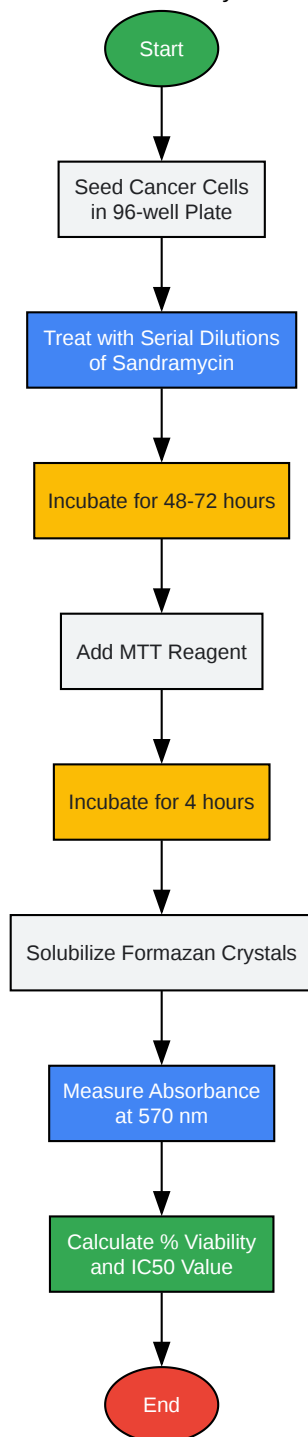 Start
Seed Cancer Cells
in 96-well Plate
Treat with Serial Dilutions
of Sandramycin
Incubate for 48-72 hours
Add MTT Reagent
Incubate for 4 hours
Solubilize Formazan Crystals
Measure Absorbance
at 570 nm
Calculate % Viability
and IC50 Value
End